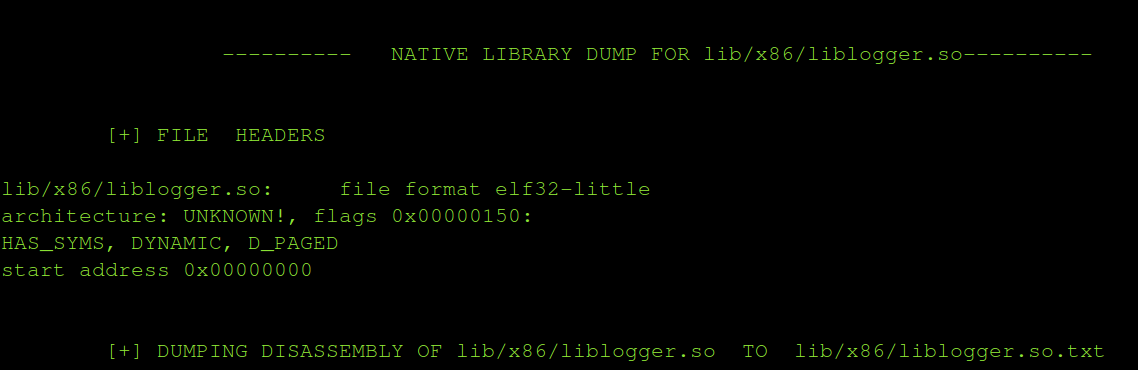 ----------   NATIVE LIBRARY DUMP FOR lib/x86/liblogger.so----------
[+] FILE  HEADERS
lib/x86/liblogger.so:     file format elf32-little
architecture: UNKNOWN!, flags 0x00000150:
HAS_SYMS, DYNAMIC, D_PAGED
start address 0x00000000
[+] DUMPING DISASSEMBLY OF lib/x86/liblogger.so  TO  lib/x86/liblogger.so.txt